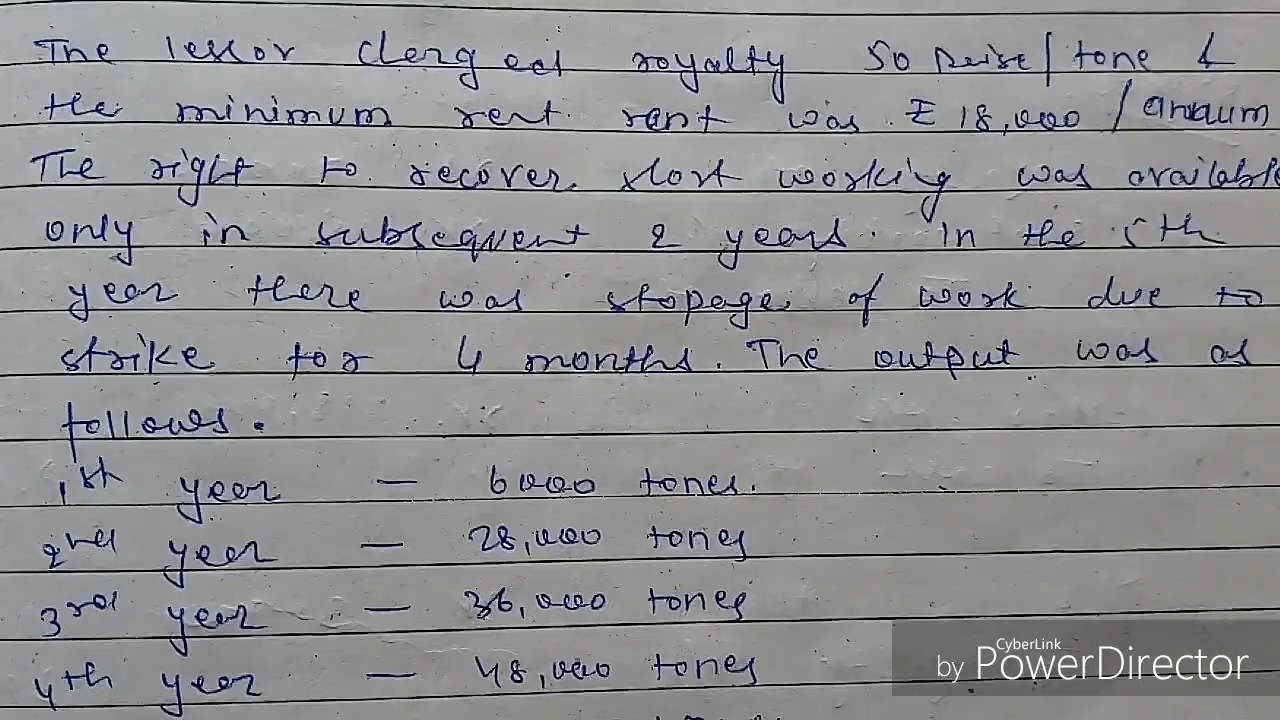 The lessor clerged royalty 50 peise/tone &
the minimum rent rent was ₹ 18,000 / annum
The right to recover short working was available
only in subsequent 2 years. In the 5th
year there was stopage of work due to
strike for 4 months. The output was as
follows.
1st year - 6000 tones.
2nd year - 28,000 tones
3rd year - 36,000 tones
4th year - 48,000 tones
CyberLink
by PowerDirector